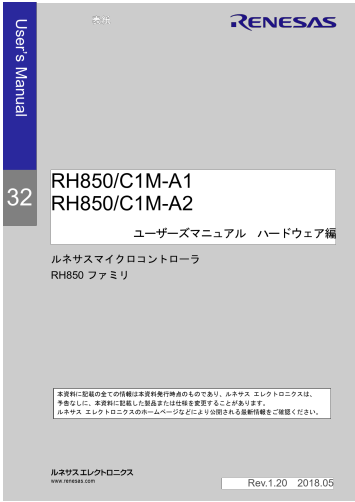 RENESAS
User's Manual
32
RH850/C1M-A1
RH850/C1M-A2
ユーザーズマニュアル　ハードウェア編
ルネサスマイクロコントローラ
RH850 ファミリ
本資料に記載の全ての情報は本資料発行時点のものであり、ルネサス エレクトロニクスは、
予告なしに、本資料に記載した製品または仕様を変更することがあります。
ルネサス エレクトロニクスのホームページなどにより公開される最新情報をご確認ください。
ルネサス エレクトロニクス
www.renesas.com
Rev.1.20　2018.05